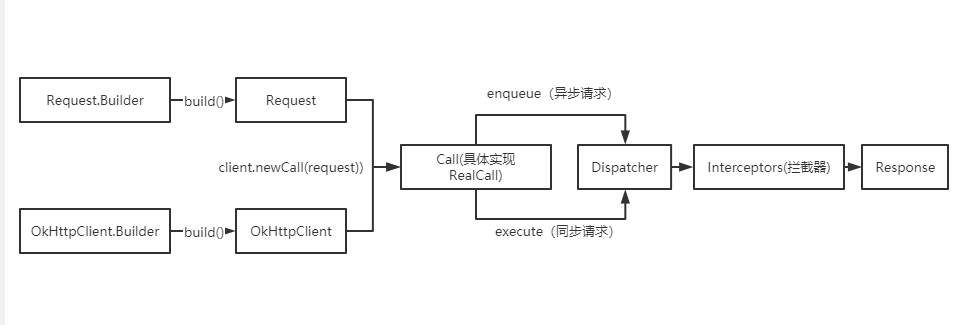 enqueue（异步请求）
Request.Builder
build()
Request
client.newCall(request))
Call(具体实现
RealCall)
Dispatcher
Interceptors(拦截器)
Response
OkHttpClient.Builder
build()
OkHttpClient
execute（同步请求）